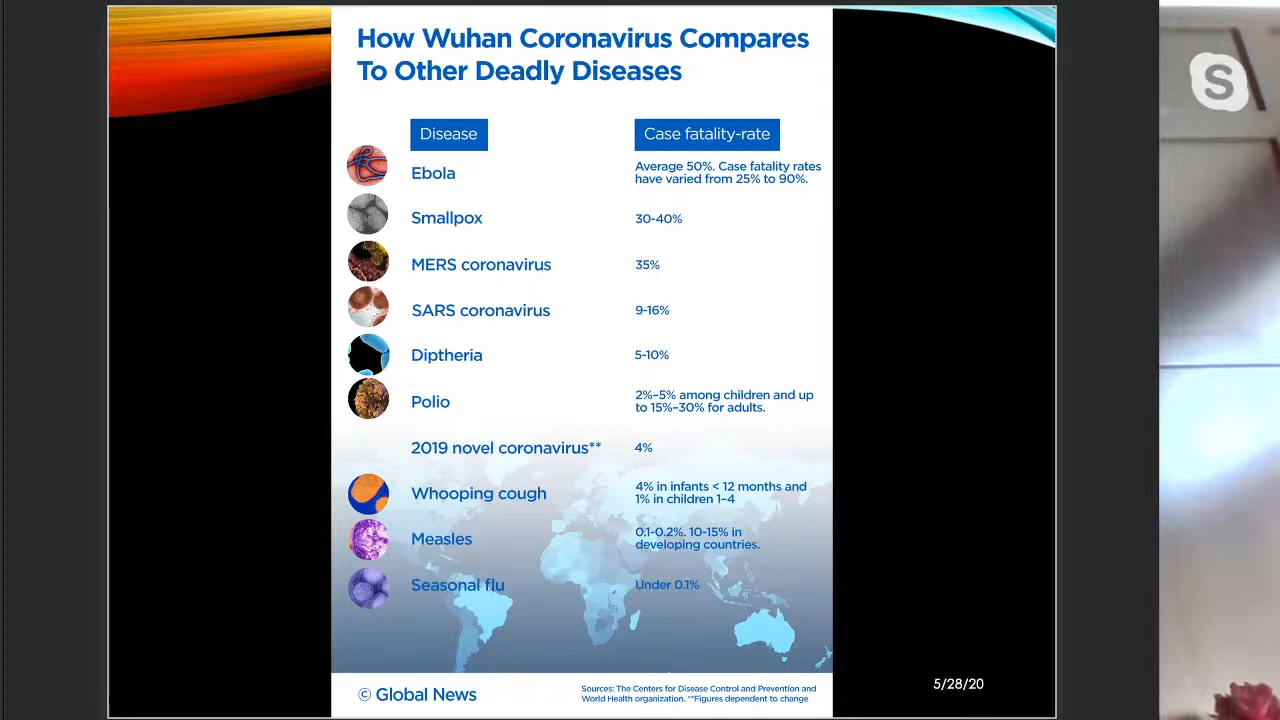 How Wuhan Coronavirus Compares
To Other Deadly Diseases
Disease
Case fatality-rate
Ebola
Average 50%. Case fatality rates
have varied from 25% to 90%.
Smallpox
30-40%
MERS coronavirus
35%
SARS coronavirus
9-16%
Diptheria
5-10%
Polio
2%–5% among children and up
to 15%–30% for adults.
2019 novel coronavirus**
4%
Whooping cough
4% in infants < 12 months and
1% in children 1–4
Measles
0.1-0.2%. 10-15% in
developing countries.
Seasonal flu
Under 0.1%
© Global News
Sources: The Centers for Disease Control and Prevention and
World Health organization. **Figures dependent to change
5/28/20
S